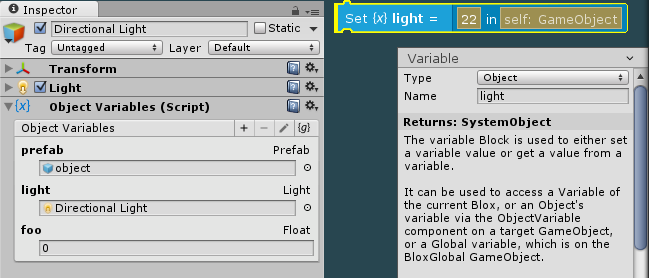 Inspector
Directional Light
Static
Tag Untagged Layer Default
Transform
Light
Object Variables (Script)
Object Variables + − {g}
prefab Prefab
object
light Light
Directional Light
foo Float
0
Set {x} light = 22 in self: GameObject
Variable
Type Object
Name light
Returns: SystemObject
The variable Block is used to either set
a variable value or get a value from a
variable.
It can be used to access a Variable of
the current Blox, or an Object's
variable via the ObjectVariable
component on a target GameObject,
or a Global variable, which is on the
BloxGlobal GameObject.